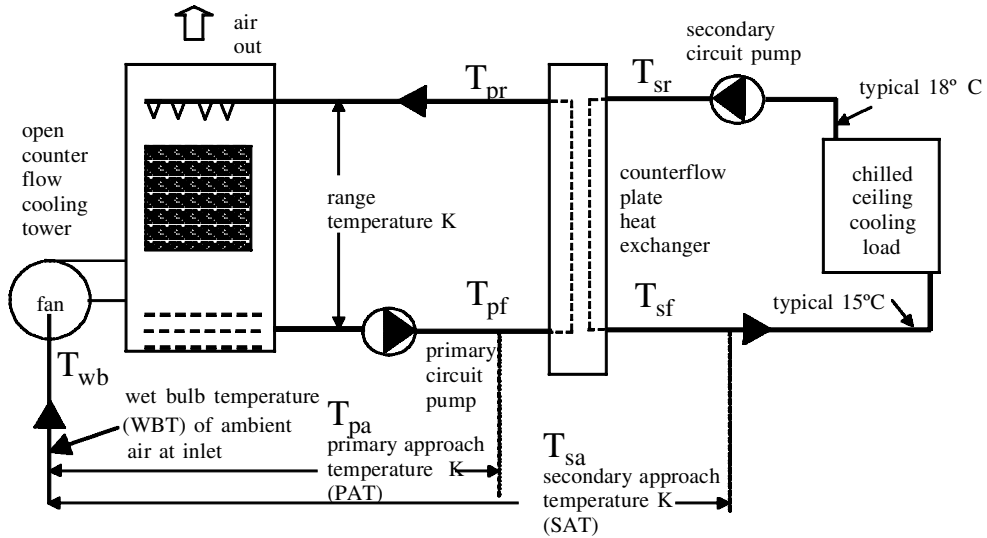 air
out
open
counter
flow
cooling
tower
fan
T_wb
wet bulb temperature
(WBT) of ambient
air at inlet
T_pr
range
temperature K
T_pf
primary
circuit
pump
T_pa
primary approach
temperature K
(PAT)
T_sr
secondary
circuit pump
typical 18º C
counterflow
plate
heat
exchanger
chilled
ceiling
cooling
load
T_sf
typical 15ºC
T_sa
secondary approach
temperature K
(SAT)